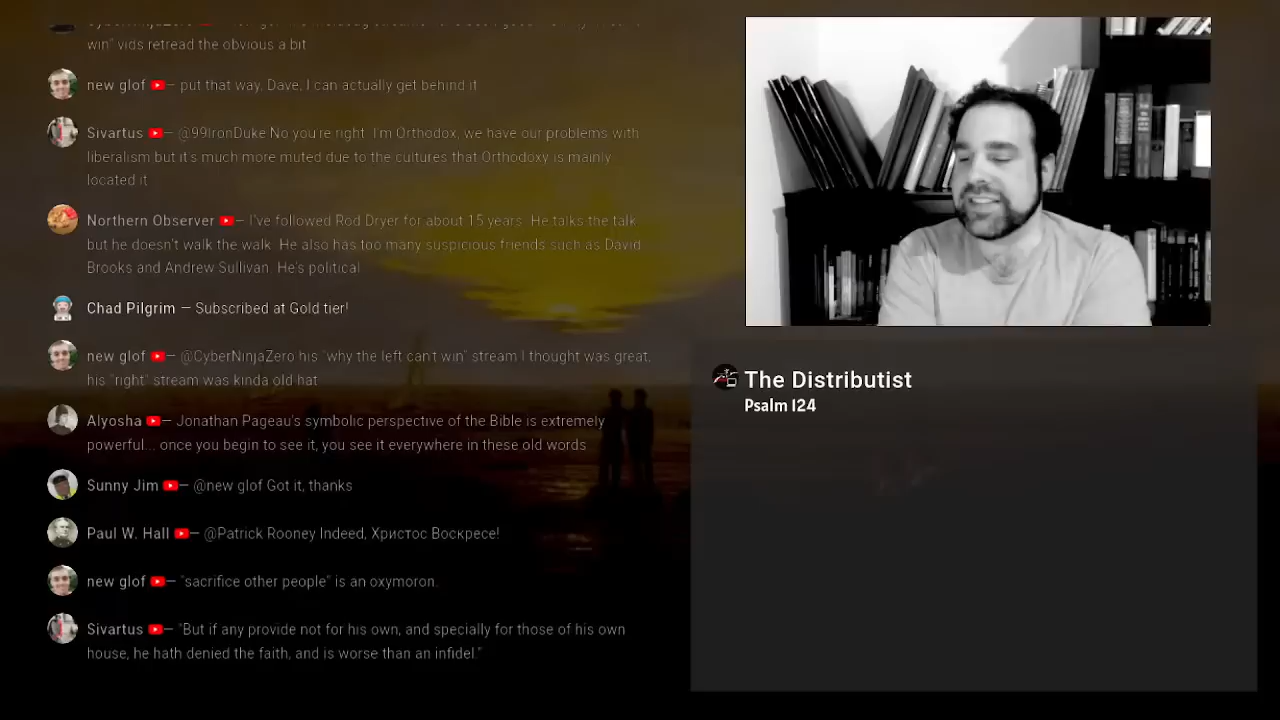 win" vids retread the obvious a bit
new glof — put that way, Dave, I can actually get behind it
Sivartus — @99IronDuke No you're right. I'm Orthodox, we have our problems with
liberalism but it's much more muted due to the cultures that Orthodoxy is mainly
located it
Northern Observer — I've followed Rod Dryer for about 15 years. He talks the talk
but he doesn't walk the walk. He also has too many suspicious friends such as David
Brooks and Andrew Sullivan. He's political
Chad Pilgrim — Subscribed at Gold tier!
new glof — @CyberNinjaZero his "why the left can't win" stream I thought was great,
his "right" stream was kinda old hat
Alyosha — Jonathan Pageau's symbolic perspective of the Bible is extremely
powerful... once you begin to see it, you see it everywhere in these old words
Sunny Jim — @new glof Got it, thanks
Paul W. Hall — @Patrick Rooney Indeed, Христос Воскресе!
new glof — "sacrifice other people" is an oxymoron.
Sivartus — "But if any provide not for his own, and specially for those of his own
house, he hath denied the faith, and is worse than an infidel."
The Distributist
Psalm 124